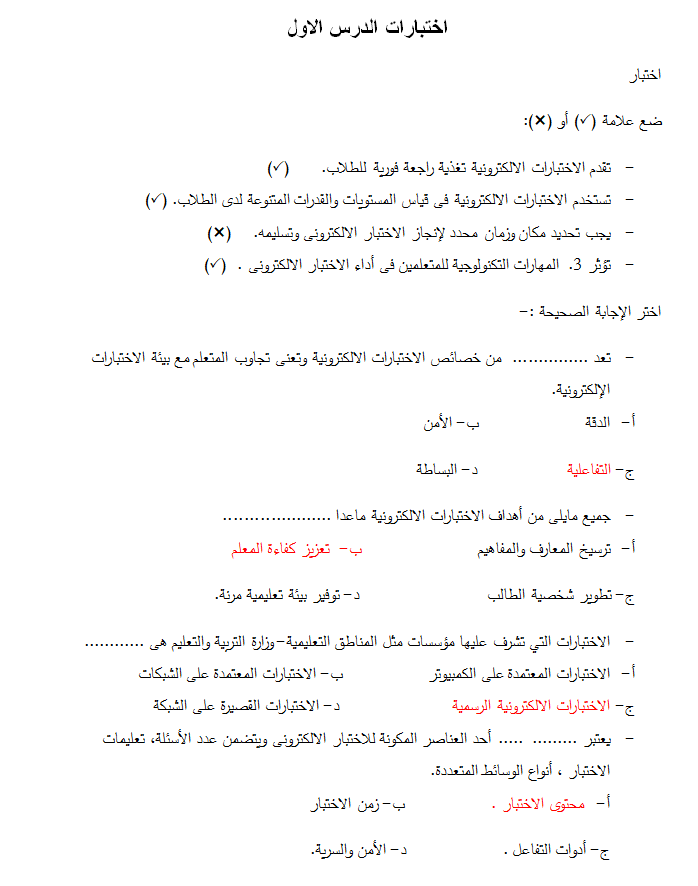 اختبارات الدرس الاول
اختبار
ضع علامة (✓) أو (×):
- تقدم الاختبارات الالكترونية تغذية راجعة فورية للطلاب. (✓)
- تستخدم الاختبارات الالكترونية فى قياس المستويات والقدرات المتنوعة لدى الطلاب. (✓)
- يجب تحديد مكان وزمان محدد لإنجاز الاختبار الالكترونى وتسليمه. (×)
- تؤثر 3. المهارات التكنولوجية للمتعلمين فى أداء الاختبار الالكترونى . (✓)
اختر الإجابة الصحيحة :-
- تعد ............... من خصائص الاختبارات الالكترونية وتعنى تجاوب المتعلم مع بيئة الاختبارات
الإلكترونية.
أ- الدقة ب- الأمن
ج- التفاعلية د- البساطة
- جميع مايلى من أهداف الاختبارات الالكترونية ماعدا ....................
أ- ترسيخ المعارف والمفاهيم ب- تعزيز كفاءة المعلم
ج- تطوير شخصية الطالب د- توفير بيئة تعليمية مرنة.
- الاختبارات التي تشرف عليها مؤسسات مثل المناطق التعليمية-وزارة التربية والتعليم هى ............
أ- الاختبارات المعتمدة على الكمبيوتر ب- الاختبارات المعتمدة على الشبكات
ج- الاختبارات الالكترونية الرسمية د- الاختبارات القصيرة على الشبكة
- يعتبر ......... ..... أحد العناصر المكونة للاختبار الالكترونى ويتضمن عدد الأسئلة، تعليمات
الاختبار ، أنواع الوسائط المتعددة.
أ- محتوى الاختبار . ب- زمن الاختبار
ج- أدوات التفاعل . د- الأمن والسرية.